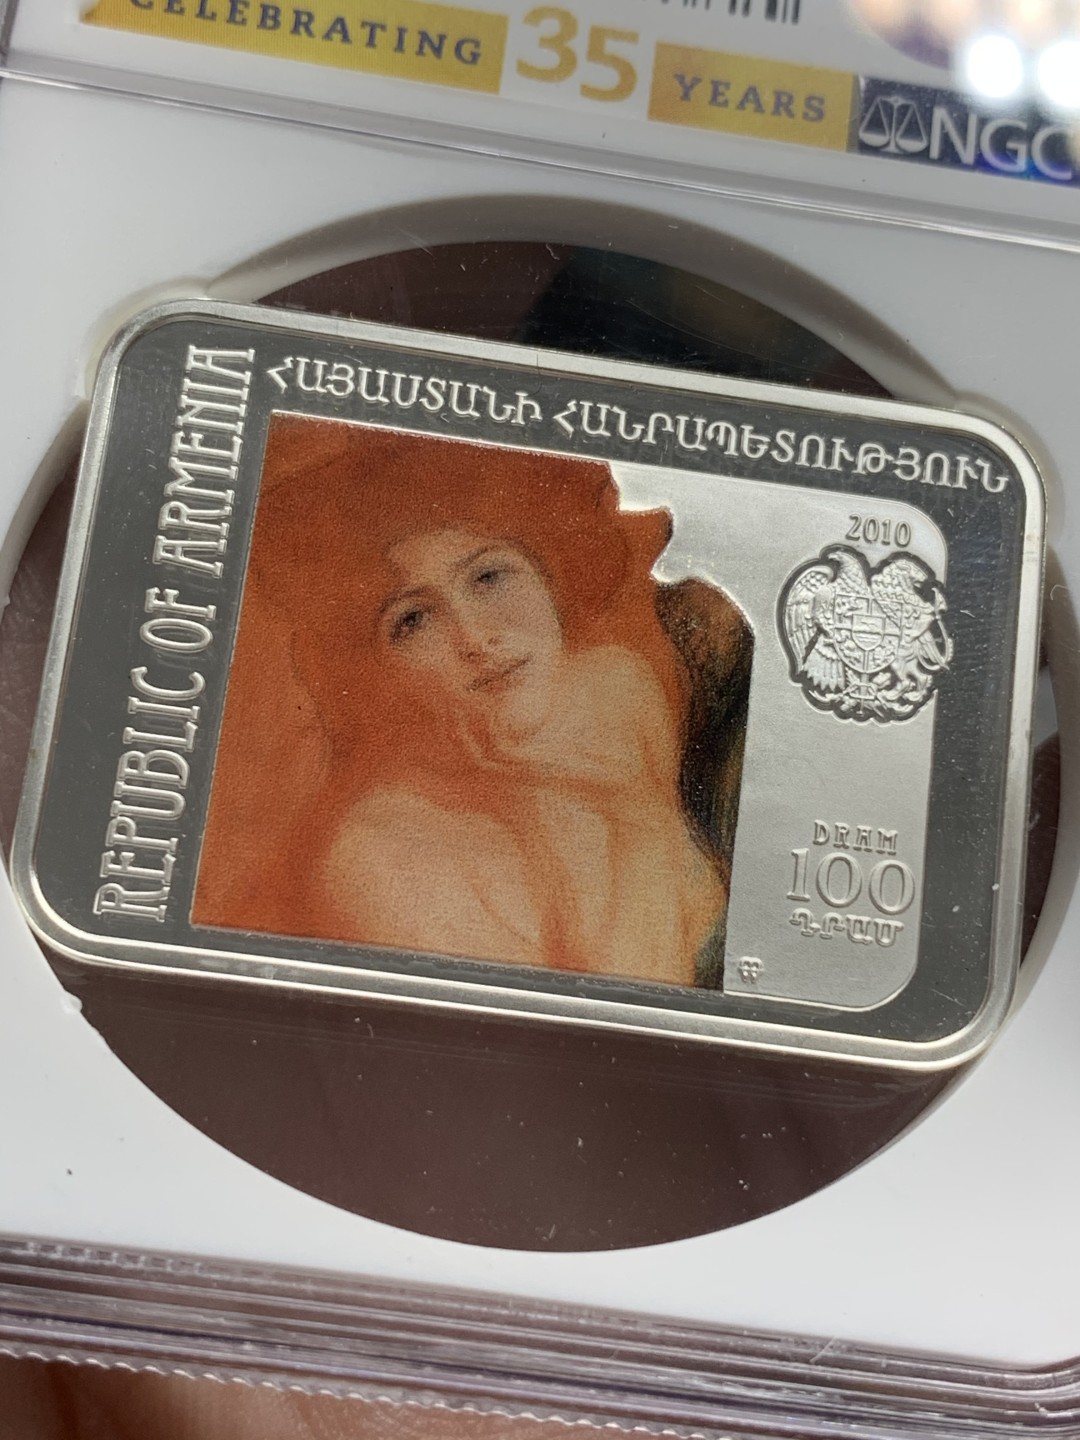 CELEBRATING 35 YEARS
NGC
ՀԱՅԱՍՏԱՆԻ ՀԱՆՐԱՊԵՏՈՒԹՅՈՒՆ
REPUBLIC OF ARMENIA
2010
DRAM
100
ԴՐԱՄ